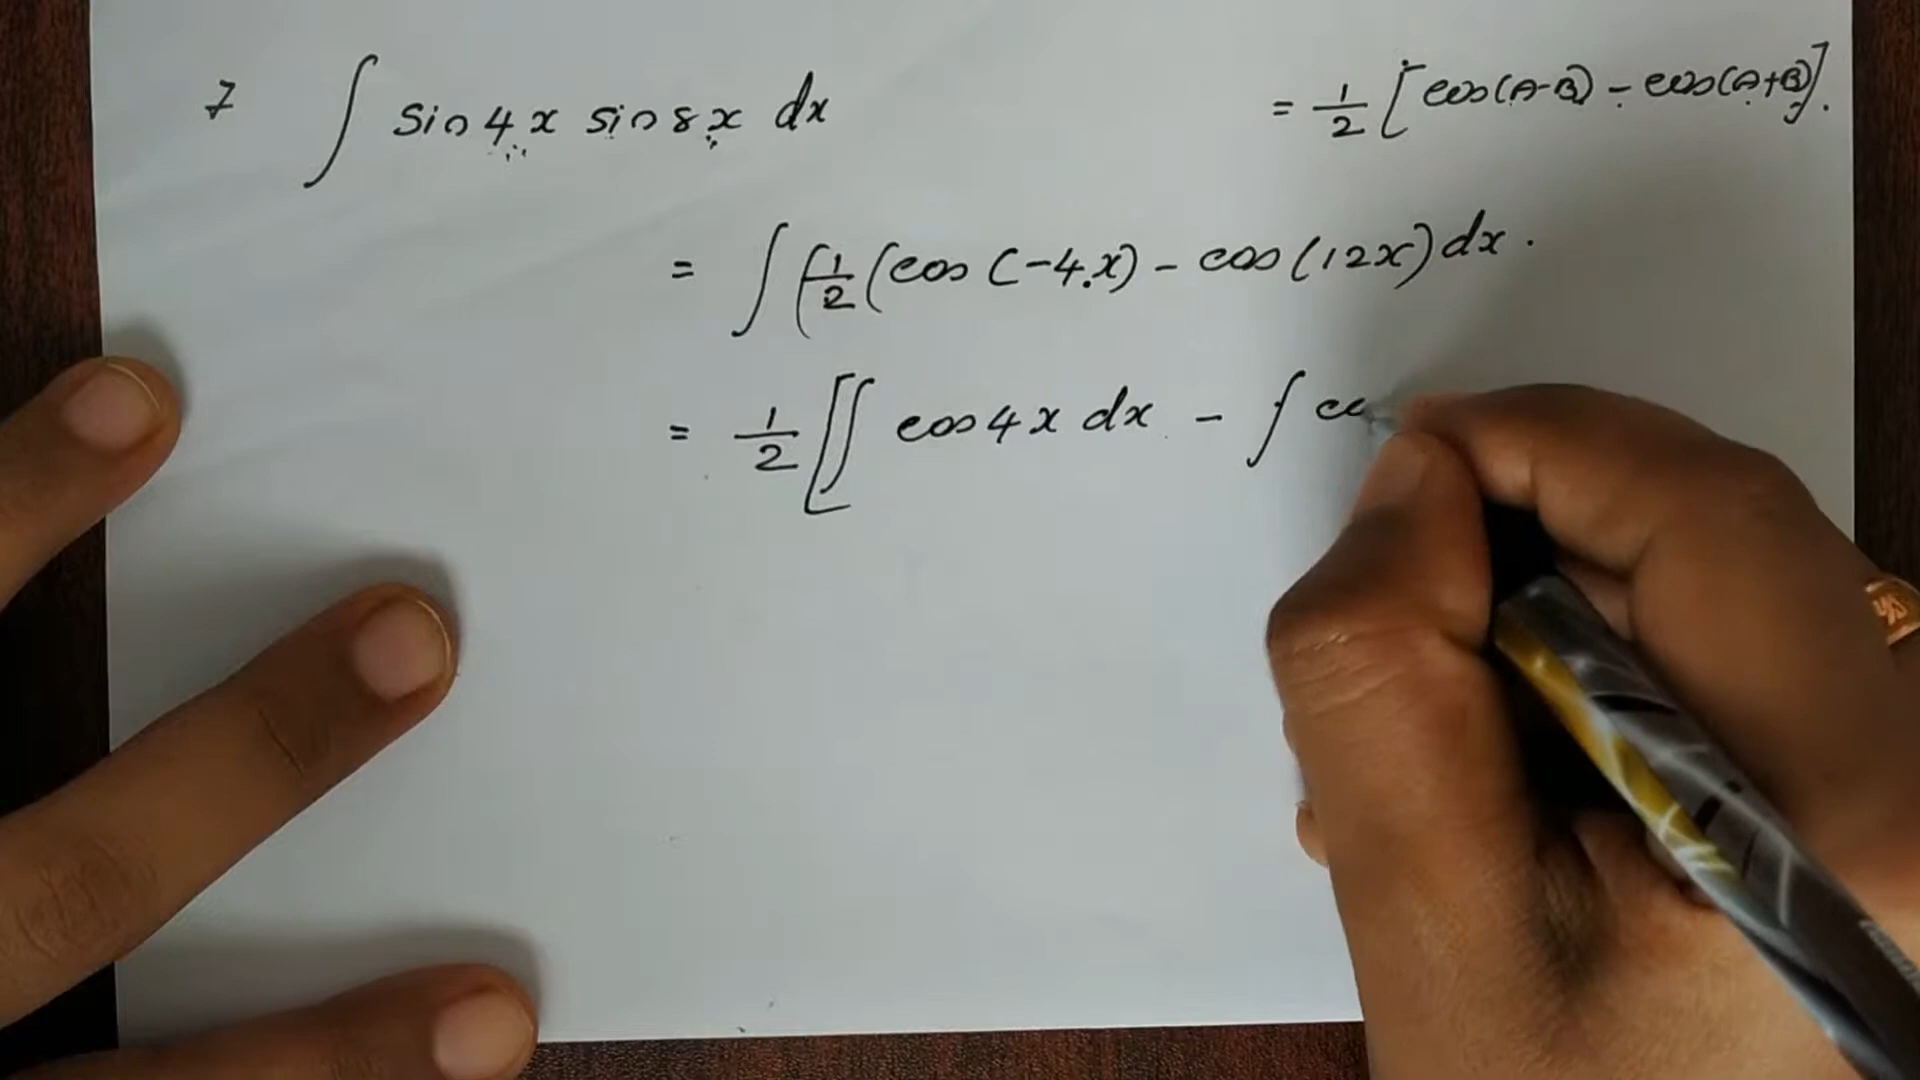 7 ∫ sin 4x sin 8x dx
= 1/2 [cos(A-B) - cos(A+B)].
= ∫ (1/2 (cos (-4x) - cos (12x) dx.
= 1/2 [∫ cos 4x dx - ∫ co